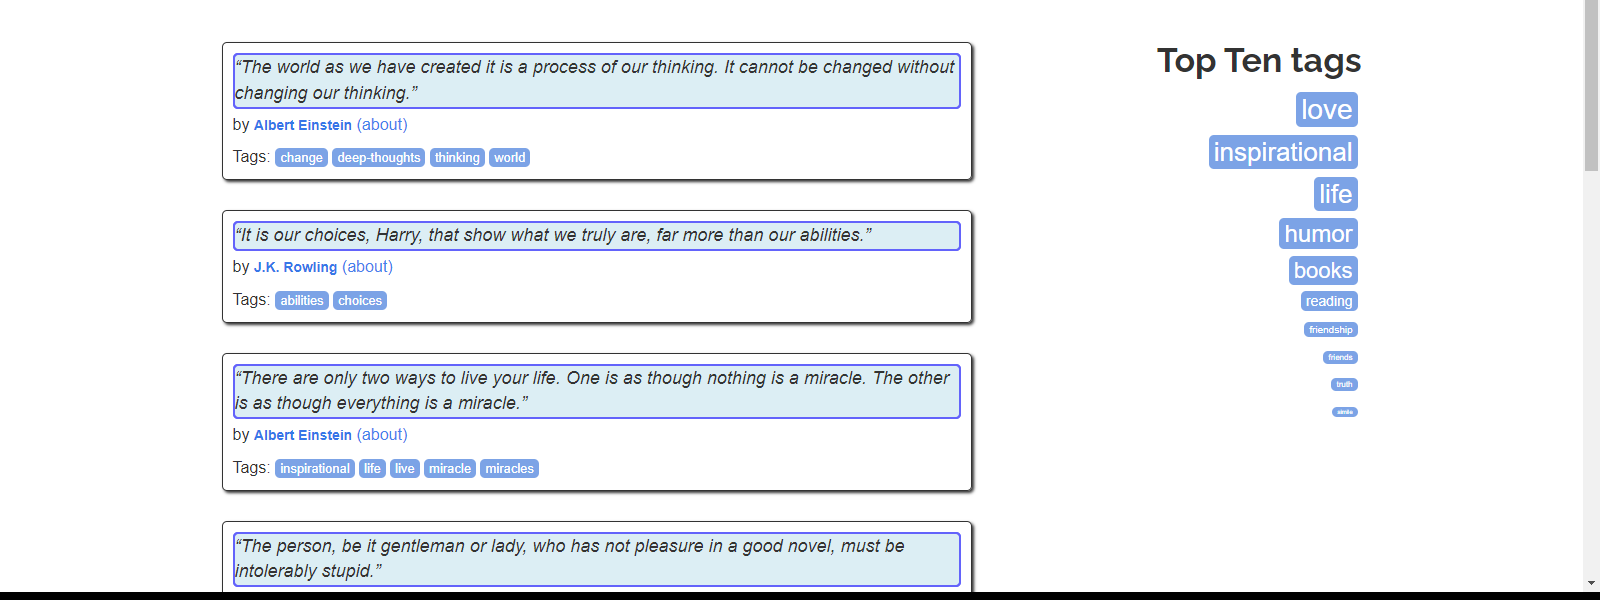 “The world as we have created it is a process of our thinking. It cannot be changed without
changing our thinking.”
by Albert Einstein (about)
Tags: change deep-thoughts thinking world
“It is our choices, Harry, that show what we truly are, far more than our abilities.”
by J.K. Rowling (about)
Tags: abilities choices
“There are only two ways to live your life. One is as though nothing is a miracle. The other
is as though everything is a miracle.”
by Albert Einstein (about)
Tags: inspirational life live miracle miracles
“The person, be it gentleman or lady, who has not pleasure in a good novel, must be
intolerably stupid.”
Top Ten tags
love
inspirational
life
humor
books
reading
friendship
friends
truth
simile